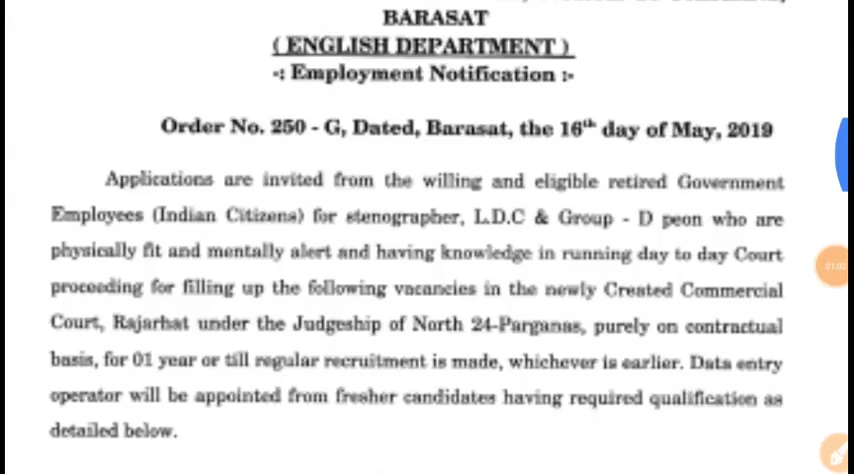 BARASAT
( ENGLISH DEPARTMENT )
-: Employment Notification :-
Order No. 250 - G, Dated, Barasat, the 16th day of May, 2019
Applications are invited from the willing and eligible retired Government
Employees (Indian Citizens) for stenographer, L.D.C & Group - D peon who are
physically fit and mentally alert and having knowledge in running day to day Court
proceeding for filling up the following vacancies in the newly Created Commercial
Court, Rajarhat under the Judgeship of North 24-Parganas, purely on contractual
basis, for 01 year or till regular recruitment is made, whichever is earlier. Data entry
operator will be appointed from fresher candidates having required qualification as
detailed below.